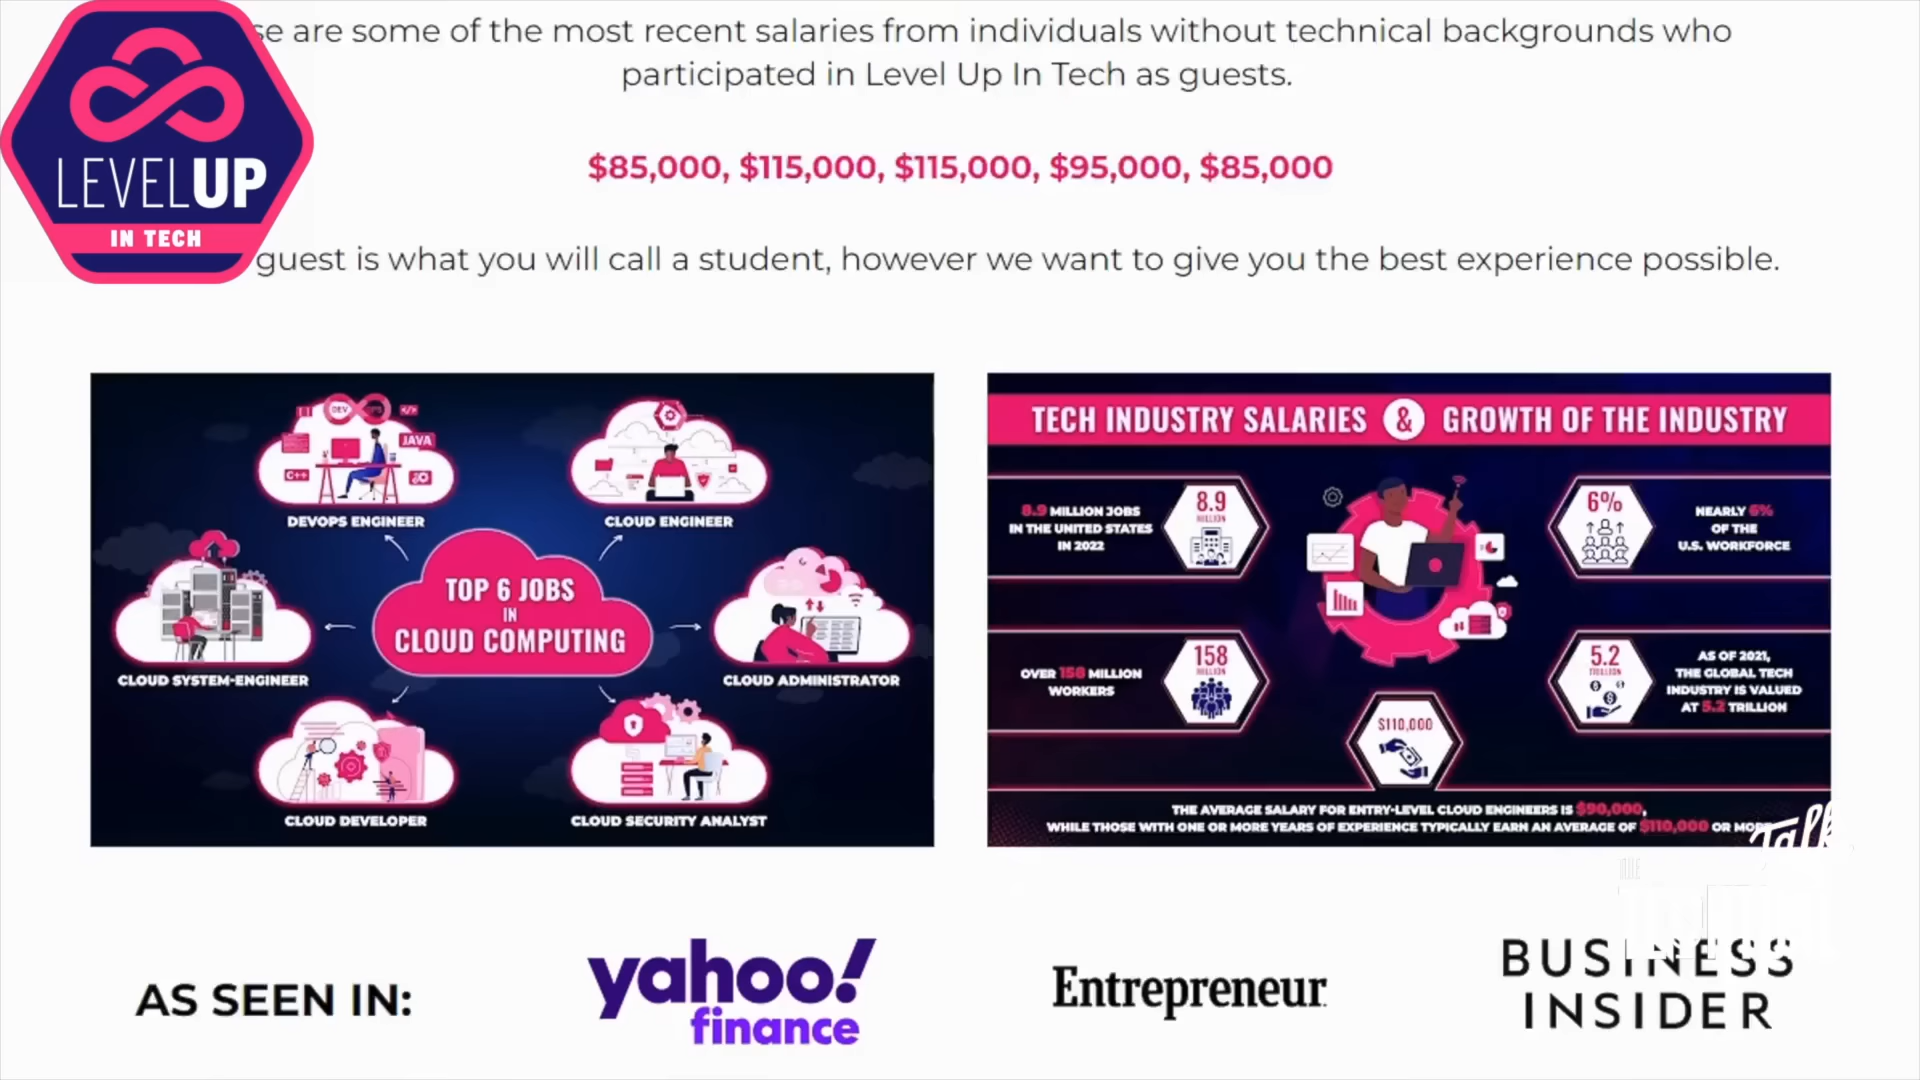 se are some of the most recent salaries from individuals without technical backgrounds who
participated in Level Up In Tech as guests.
LEVELUP
IN TECH
$85,000, $115,000, $115,000, $95,000, $85,000
guest is what you will call a student, however we want to give you the best experience possible.
DEV
JAVA
C++
</>
DEVOPS ENGINEER
CLOUD ENGINEER
TOP 6 JOBS
IN
CLOUD COMPUTING
CLOUD SYSTEM-ENGINEER
CLOUD ADMINISTRATOR
CLOUD DEVELOPER
CLOUD SECURITY ANALYST
TECH INDUSTRY SALARIES & GROWTH OF THE INDUSTRY
8.9 MILLION JOBS
IN THE UNITED STATES
IN 2022
8.9
MILLION
6%
NEARLY 6%
OF THE
U.S. WORKFORCE
OVER 158 MILLION
WORKERS
158
MILLION
5.2
TRILLION
AS OF 2021,
THE GLOBAL TECH
INDUSTRY IS VALUED
AT 5.2 TRILLION
$110,000
THE AVERAGE SALARY FOR ENTRY-LEVEL CLOUD ENGINEERS IS $90,000,
WHILE THOSE WITH ONE OR MORE YEARS OF EXPERIENCE TYPICALLY EARN AN AVERAGE OF $110,000 OR MOR
Talk
AS SEEN IN:
yahoo!
finance
Entrepreneur
BUSINESS
INSIDER